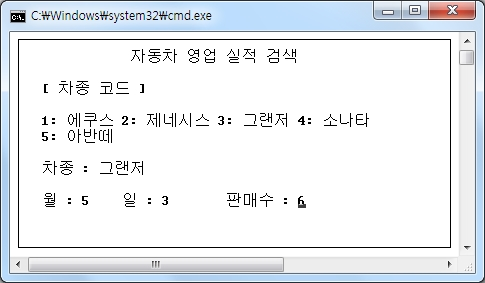 C:₩Windows₩system32₩cmd.exe
자동차 영업 실적 검색
[ 차종 코드 ]
1: 에쿠스 2: 제네시스 3: 그랜저 4: 소나타
5: 아반떼
차종 : 그랜저
월 : 5 일 : 3 판매수 : 6